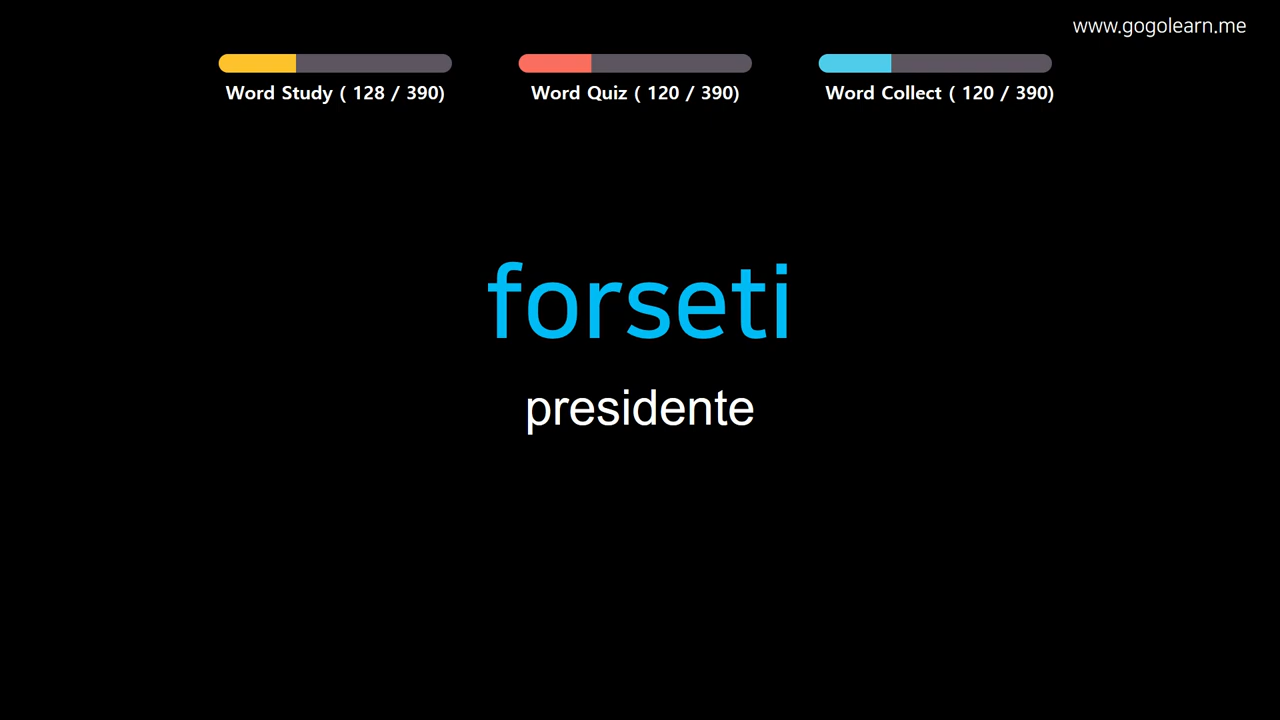 www.gogolearn.me
Word Study ( 128 / 390)
Word Quiz ( 120 / 390)
Word Collect ( 120 / 390)
forseti
presidente